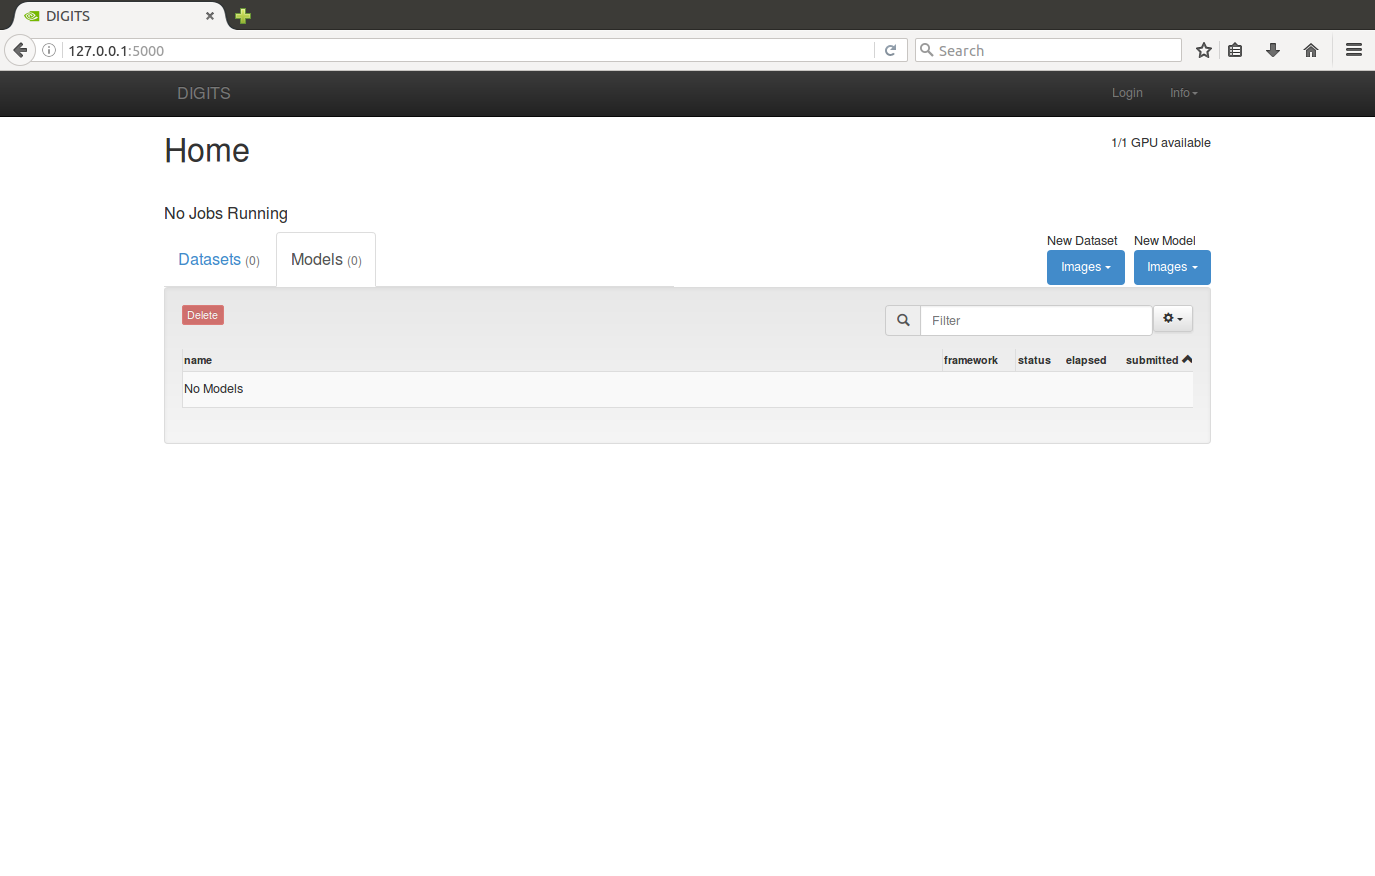 DIGITS
127.0.0.1:5000
Search
DIGITS
Login
Info
Home
1/1 GPU available
No Jobs Running
Datasets (0)
Models (0)
New Dataset
New Model
Images
Images
Delete
Filter
name
framework
status
elapsed
submitted
No Models